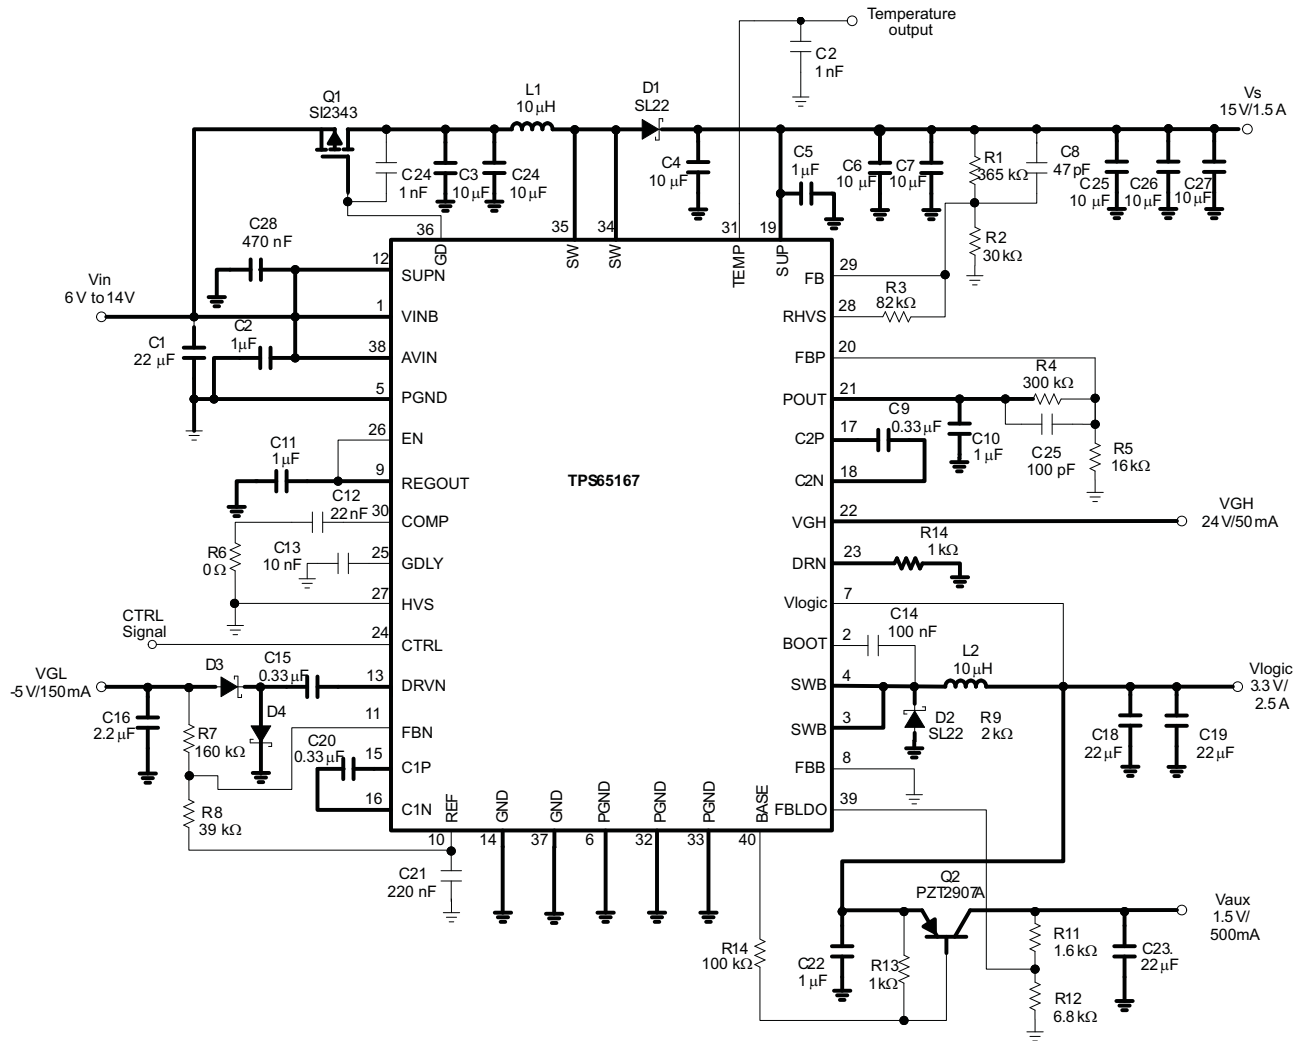 Temperature
output
C2
1 nF
Q1
SI2343
L1
10 µH
D1
SL22
Vs
15 V/1.5 A
C24
1 nF
C3
10 µF
C24
10 µF
C4
10 µF
C5
1 µF
C6
10 µF
C7
10 µF
R1
365 kΩ
C8
47 pF
C25
10 µF
C26
10 µF
C27
10 µF
R2
30 kΩ
C28
470 nF
36
GD
35
SW
34
SW
31
TEMP
19
SUP
Vin
6 V to 14 V
C1
22 µF
C2
1 µF
12
SUPN
1
VINB
38
AVIN
5
PGND
26
EN
9
REGOUT
30
COMP
25
GDLY
27
HVS
24
CTRL
13
DRVN
11
FBN
15
C1P
16
C1N
C11
1 µF
C12
22 nF
R6
0 Ω
C13
10 nF
CTRL
Signal
VGL
-5 V/150 mA
D3
C15
0.33 µF
D4
C16
2.2 µF
R7
160 kΩ
C20
0.33 µF
R8
39 kΩ
TPS65167
FB
29
RHVS
28
R3
82 kΩ
FBP
20
POUT
21
C2P
17
C2N
18
VGH
22
DRN
23
Vlogic
7
BOOT
2
SWB
4
SWB
3
FBB
8
FBLDO
39
R4
300 kΩ
C9
0.33 µF
C10
1 µF
C25
100 pF
R5
16 kΩ
VGH
24 V/50 mA
R14
1 kΩ
C14
100 nF
L2
10 µH
D2
SL22
R9
2 kΩ
C18
22 µF
C19
22 µF
Vlogic
3.3 V/
2.5 A
REF
10
GND
14
GND
37
PGND
6
PGND
32
PGND
33
BASE
40
C21
220 nF
R14
100 kΩ
C22
1 µF
R13
1 kΩ
Q2
PZT2907A
R11
1.6 kΩ
R12
6.8 kΩ
C23.
22 µF
Vaux
1.5 V/
500mA